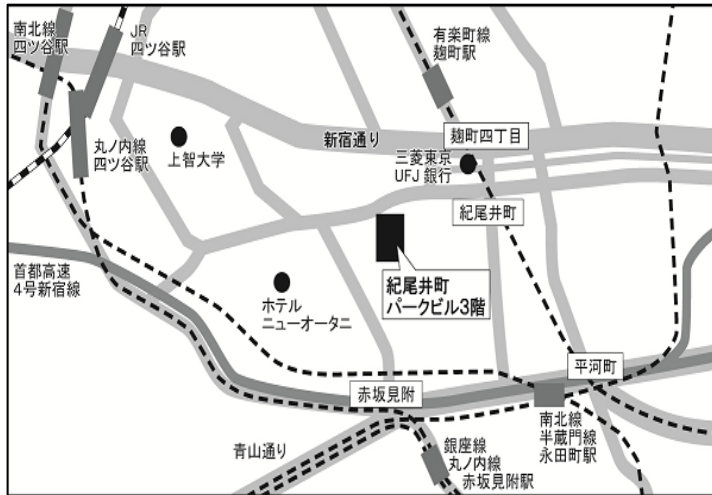 南北線
四ツ谷駅
JR
四ツ谷駅
有楽町線
麹町駅
丸ノ内線
四ツ谷駅
上智大学
新宿通り
麹町四丁目
三菱東京
UFJ 銀行
紀尾井町
首都高速
4号新宿線
ホテル
ニューオータニ
紀尾井町
パークビル3階
平河町
赤坂見附
青山通り
銀座線
丸ノ内線
赤坂見附駅
南北線
半蔵門線
永田町駅